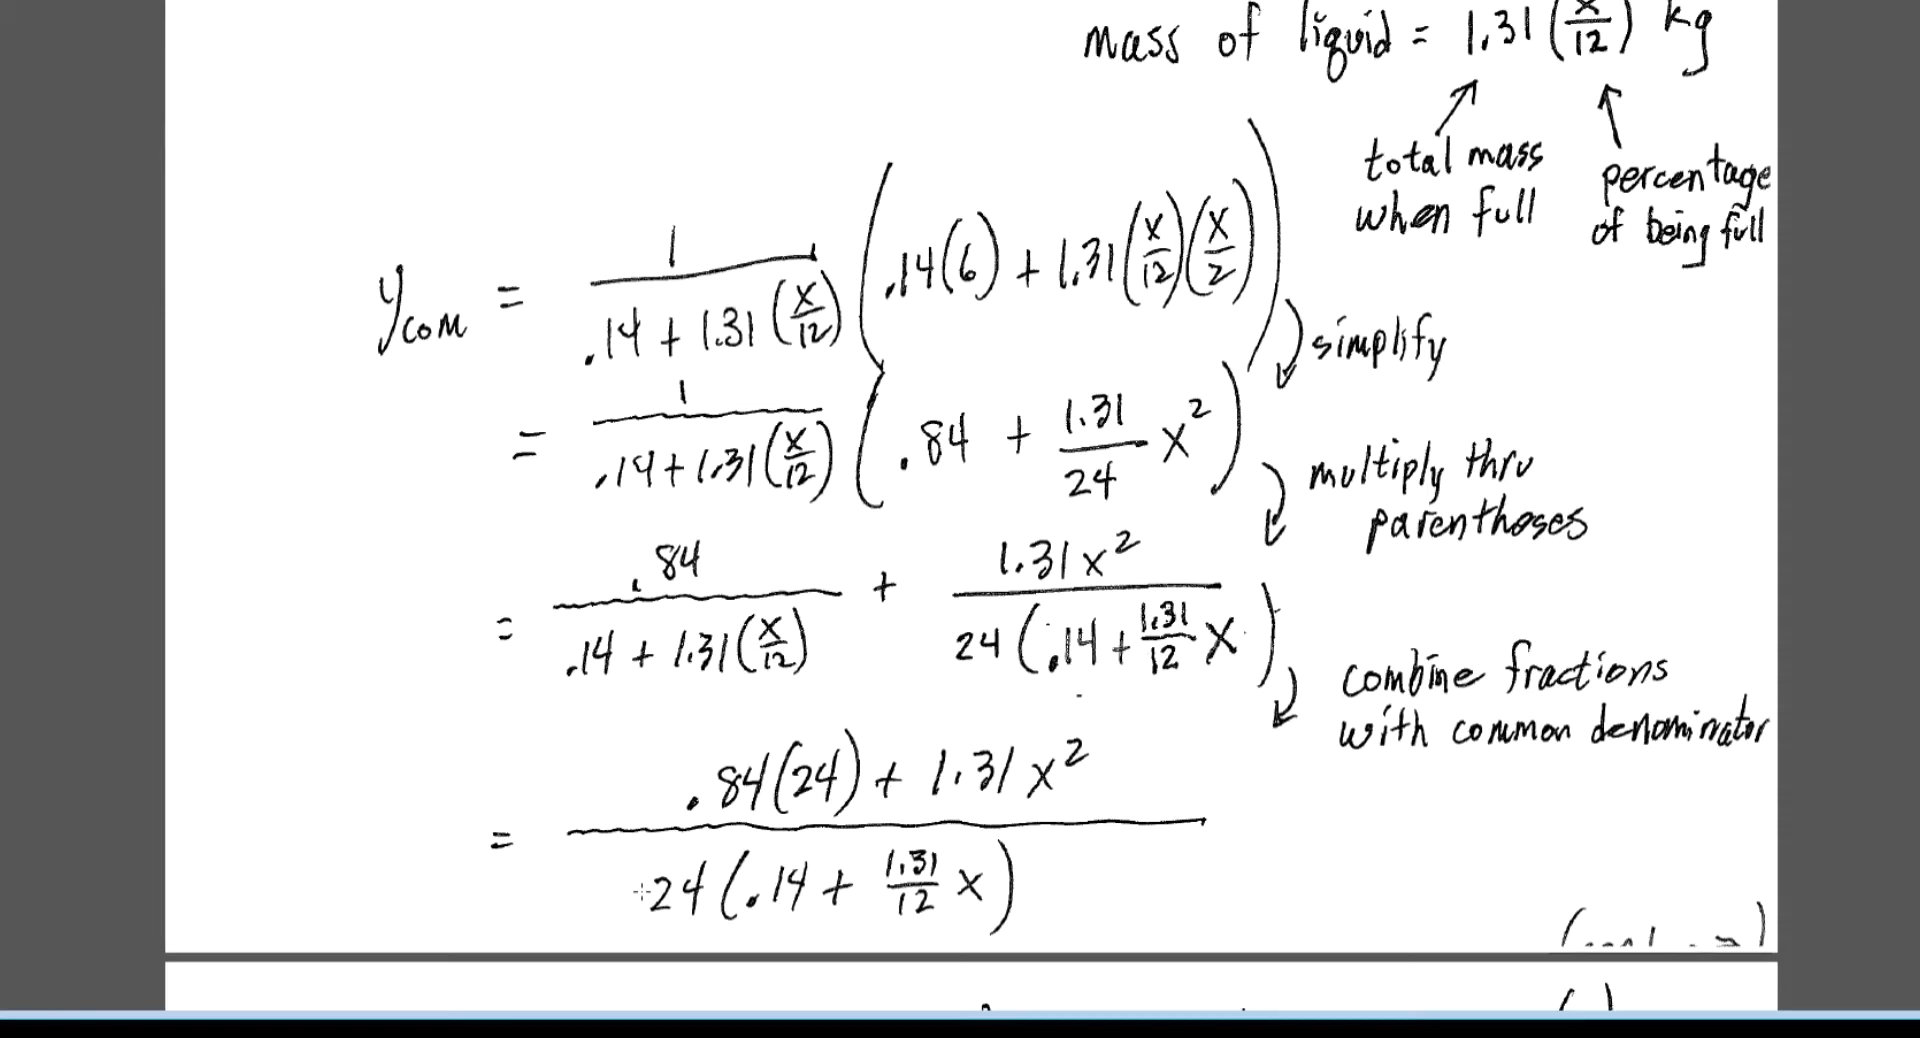 mass of liquid = 1.31 (x/12) kg
total mass when full
percentage of being full
y_com = 1/(.14 + 1.31 (x/12)) (.14(6) + 1.31(x/12)(x/2))
simplify
= 1/(.14 + 1.31(x/12)) (.84 + 1.31/24 x²)
multiply thru
parentheses
= .84/(.14 + 1.31(x/12)) + 1.31x²/(24(.14 + 1.31/12 x))
combine fractions
with common denominator
= (.84(24) + 1.31x²)/(24(.14 + 1.31/12 x))